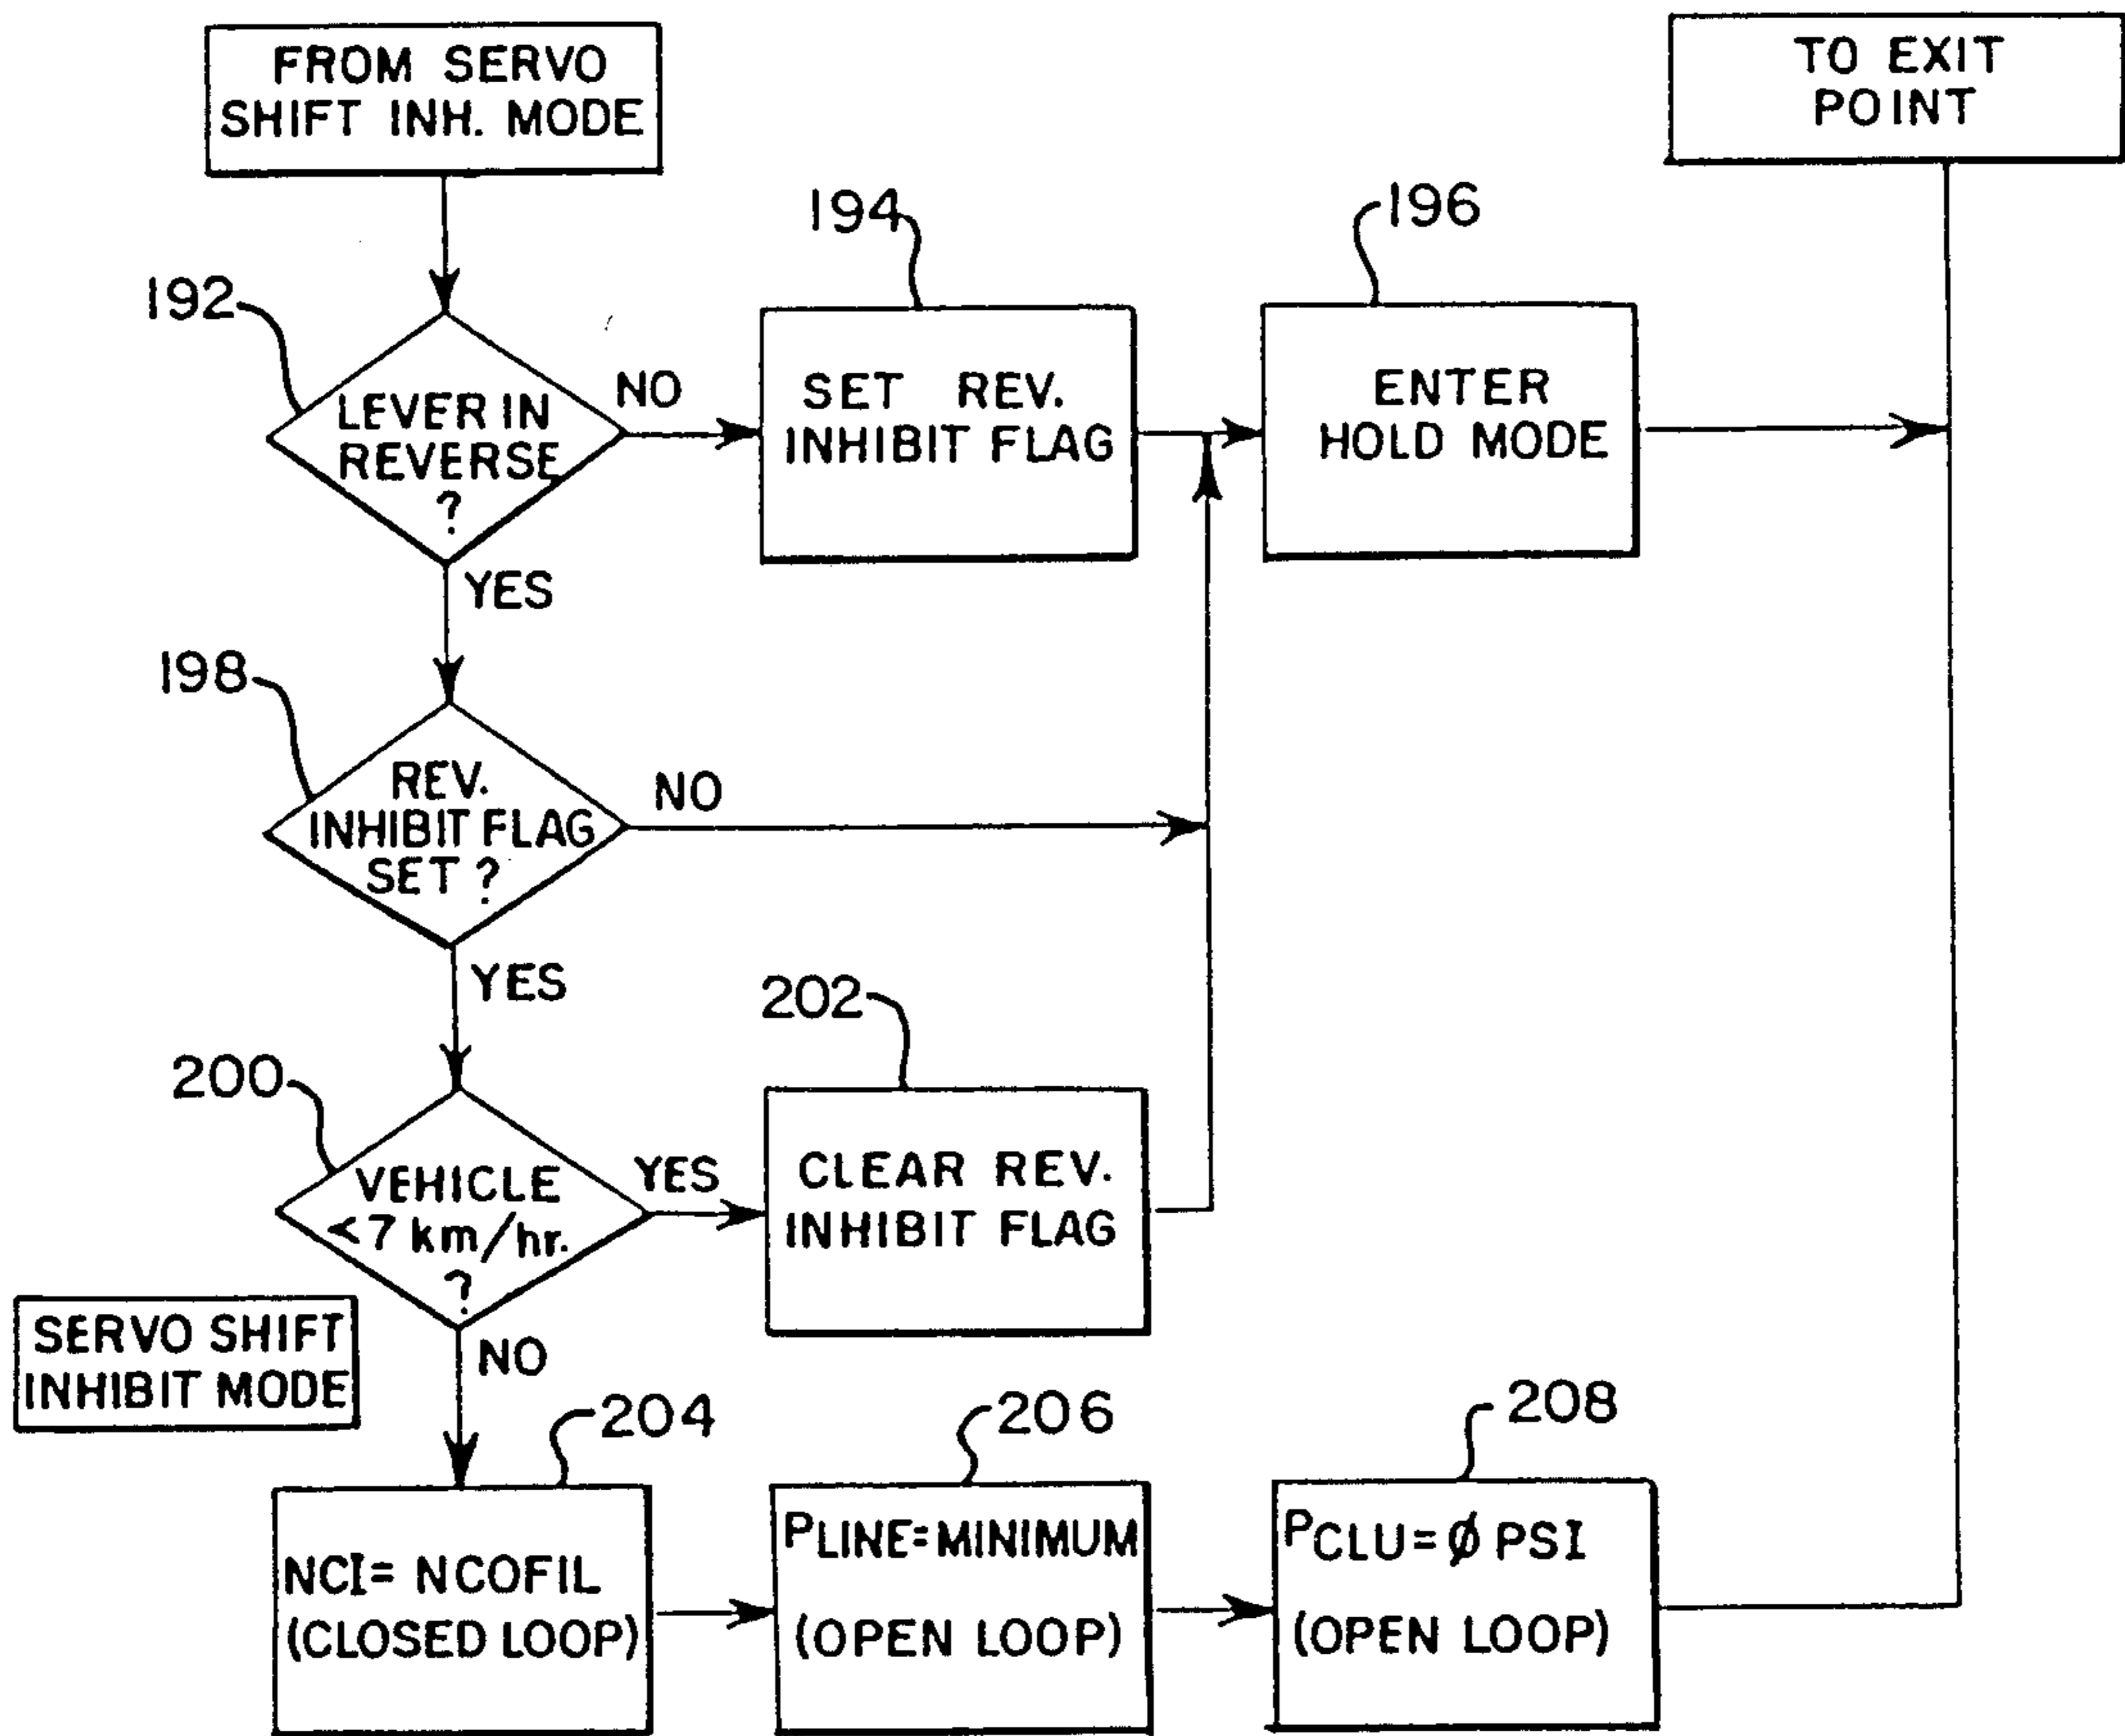 FROM SERVO
SHIFT INH. MODE
TO EXIT
POINT
192
LEVER IN
REVERSE
?
NO
YES
194
SET REV.
INHIBIT FLAG
196
ENTER
HOLD MODE
198
REV.
INHIBIT FLAG
SET ?
NO
YES
200
VEHICLE
<7 km/hr.
?
YES
NO
202
CLEAR REV.
INHIBIT FLAG
SERVO SHIFT
INHIBIT MODE
204
NCI= NCOFIL
(CLOSED LOOP)
206
PLINE=MINIMUM
(OPEN LOOP)
208
PCLU=Ø PSI
(OPEN LOOP)